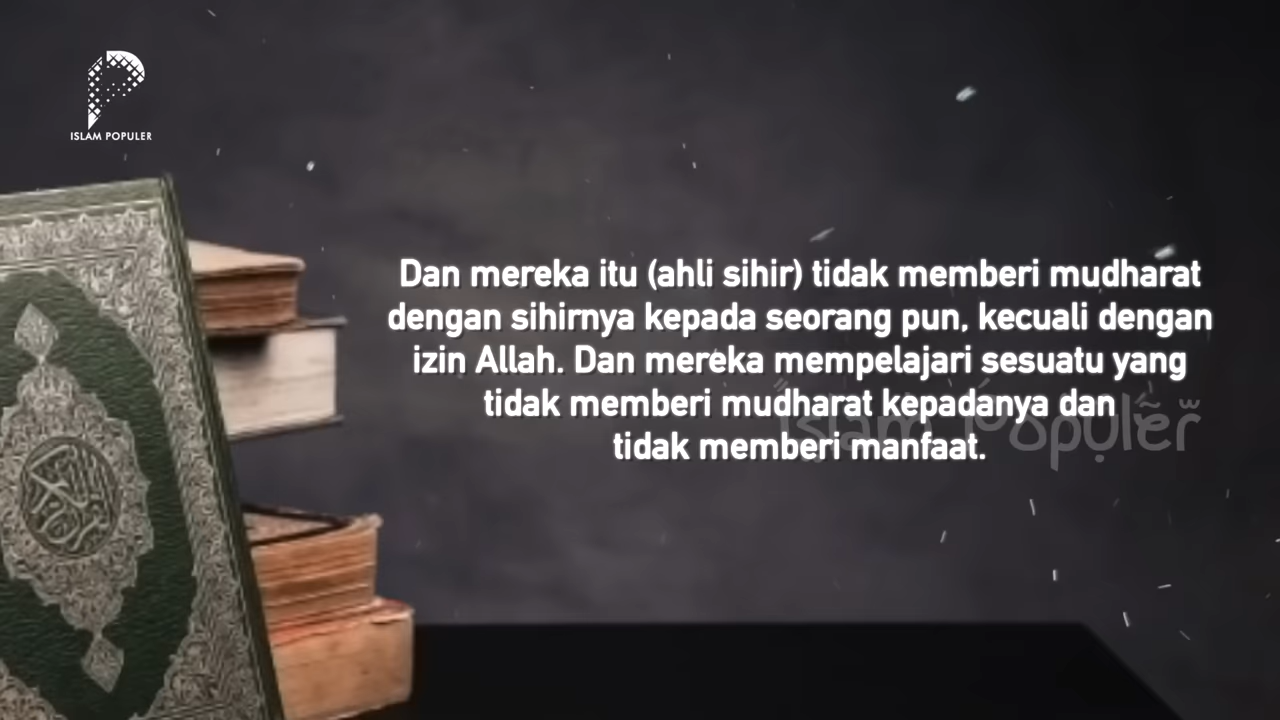 ISLAM POPULER
Dan mereka itu (ahli sihir) tidak memberi mudharat
dengan sihirnya kepada seorang pun, kecuali dengan
izin Allah. Dan mereka mempelajari sesuatu yang
tidak memberi mudharat kepadanya dan
tidak memberi manfaat.
Islam Populer